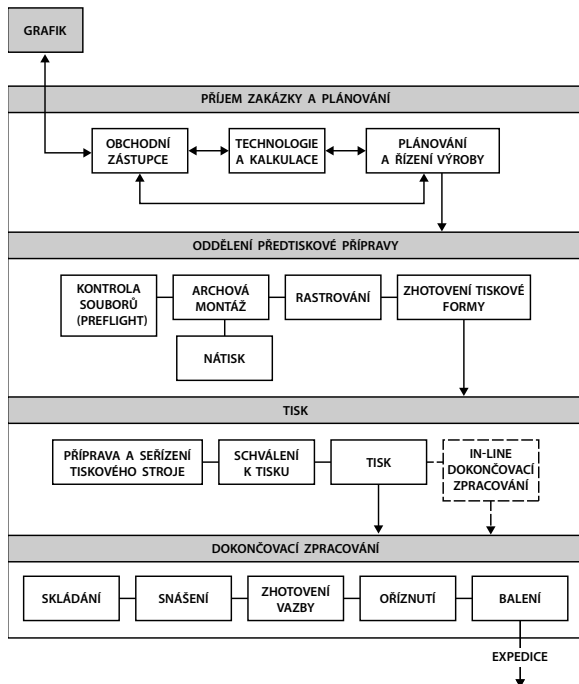 GRAFIK
PŘÍJEM ZAKÁZKY A PLÁNOVÁNÍ
OBCHODNÍ
ZÁSTUPCE
TECHNOLOGIE
A KALKULACE
PLÁNOVÁNÍ
A ŘÍZENÍ VÝROBY
ODDĚLENÍ PŘEDTISKOVÉ PŘÍPRAVY
KONTROLA
SOUBORŮ
(PREFLIGHT)
ARCHOVÁ
MONTÁŽ
RASTROVÁNÍ
ZHOTOVENÍ TISKOVÉ
FORMY
NÁTISK
TISK
PŘÍPRAVA A SEŘÍZENÍ
TISKOVÉHO STROJE
SCHVÁLENÍ
K TISKU
TISK
IN-LINE
DOKONČOVACÍ
ZPRACOVÁNÍ
DOKONČOVACÍ ZPRACOVÁNÍ
SKLÁDÁNÍ
SNÁŠENÍ
ZHOTOVENÍ
VAZBY
OŘÍZNUTÍ
BALENÍ
EXPEDICE